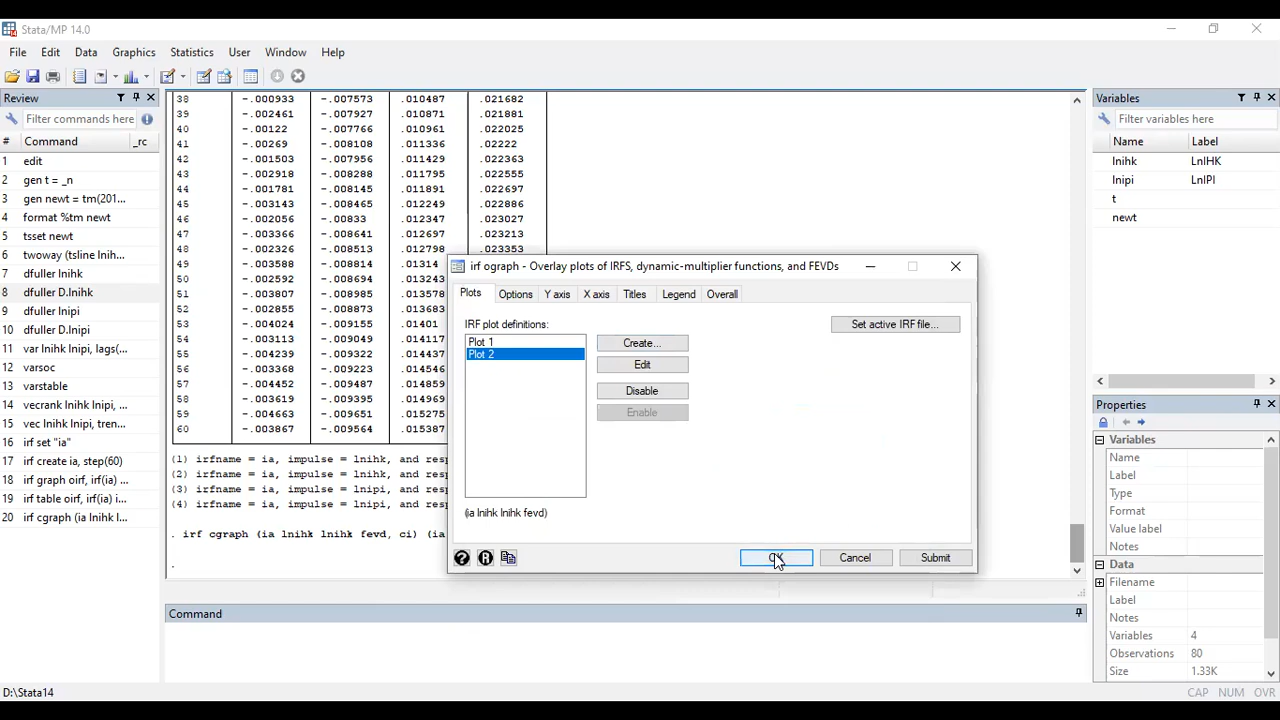 Stata/MP 14.0
File Edit Data Graphics Statistics User Window Help
Review
Filter commands here
# Command _rc
1 edit
2 gen t = _n
3 gen newt = tm(201...
4 format %tm newt
5 tsset newt
6 twoway (tsline lnihk...
7 dfuller lnihk
8 dfuller D.lnihk
9 dfuller lnipi
10 dfuller D.lnipi
11 var lnihk lnipi, lags(...
12 varsoc
13 varstable
14 vecrank lnihk lnipi, ...
15 vec lnihk lnipi, tren...
16 irf set "ia"
17 irf create ia, step(60)
18 irf graph oirf, irf(ia) i...
19 irf table oirf, irf(ia) i...
20 irf cgraph (ia lnihk l...
38 -.000933 -.007573 .010487 .021682
39 -.002461 -.007927 .010871 .021881
40 -.00122 -.007766 .010961 .022025
41 -.00269 -.008108 .011336 .02222
42 -.001503 -.007956 .011429 .022363
43 -.002918 -.008288 .011795 .022555
44 -.001781 -.008145 .011891 .022697
45 -.003143 -.008465 .012249 .022886
46 -.002056 -.00833 .012347 .023027
47 -.003366 -.008641 .012697 .023213
48 -.002326 -.008513 .012798 .023353
49 -.003588 -.008814 .01314
50 -.002592 -.008694 .013243
51 -.003807 -.008985 .013578
52 -.002855 -.008873 .013683
53 -.004024 -.009155 .01401
54 -.003113 -.009049 .014117
55 -.004239 -.009322 .014437
56 -.003368 -.009223 .014546
57 -.004452 -.009487 .014859
58 -.003619 -.009395 .014969
59 -.004663 -.009651 .015275
60 -.003867 -.009564 .015387
(1) irfname = ia, impulse = lnihk, and resp
(2) irfname = ia, impulse = lnihk, and resp
(3) irfname = ia, impulse = lnipi, and resp
(4) irfname = ia, impulse = lnipi, and resp
. irf cgraph (ia lnihk lnihk fevd, ci) (ia
.
irf ograph - Overlay plots of IRFS, dynamic-multiplier functions, and FEVDs
Plots Options Y axis X axis Titles Legend Overall
IRF plot definitions:
Plot 1
Plot 2
Create...
Edit
Disable
Enable
Set active IRF file...
(ia lnihk lnihk fevd)
OK Cancel Submit
Command
Variables
Filter variables here
Name Label
lnihk LnIHK
lnipi LnIPI
t
newt
Properties
Variables
Name
Label
Type
Format
Value label
Notes
Data
Filename
Label
Notes
Variables 4
Observations 80
Size 1.33K
D:\Stata14
CAP NUM OVR